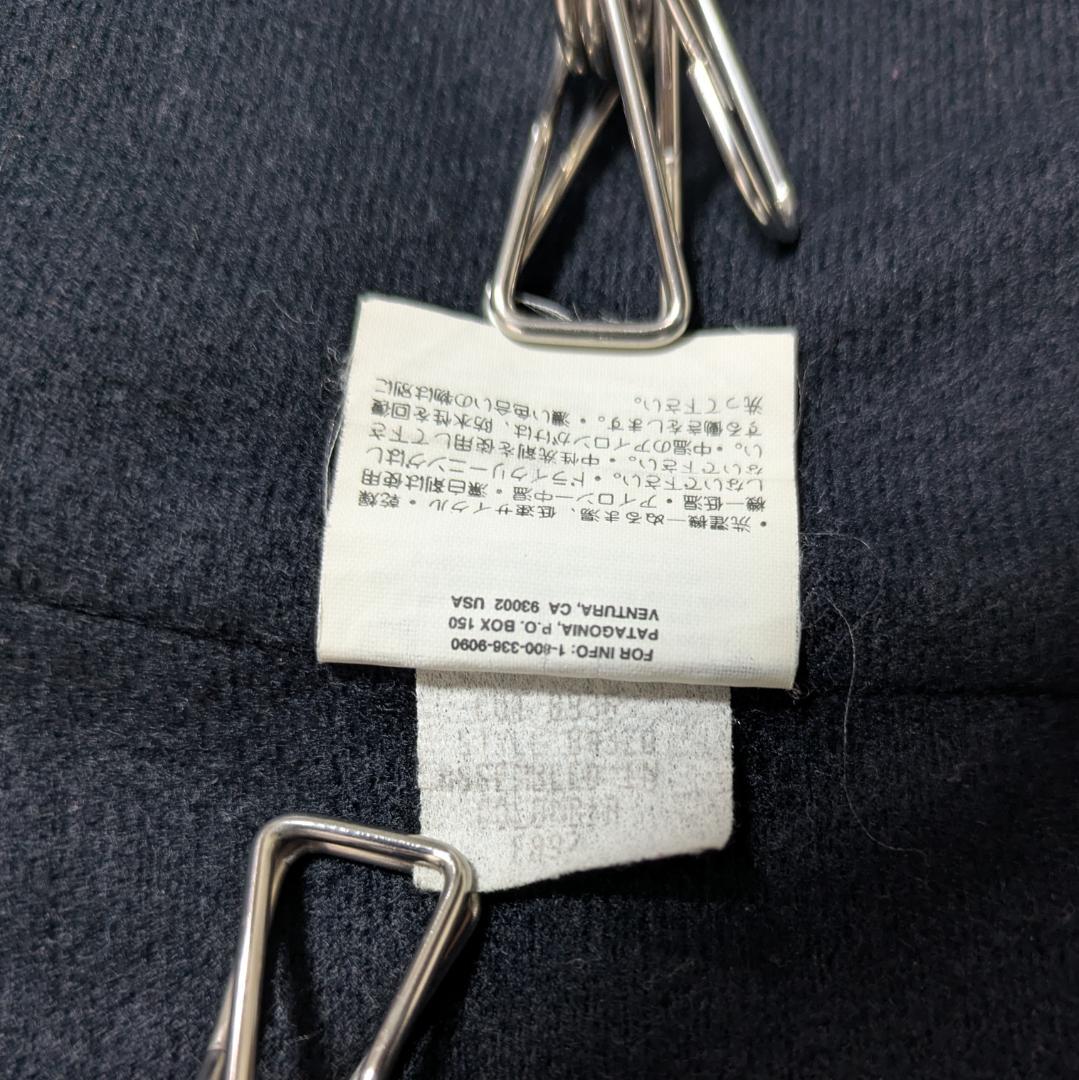 FOR INFO: 1-800-336-9090
PATAGONIA, P.O. BOX 150
VENTURA, CA 93002 USA
・洗濯機―ぬるま湯、低速サイクル・乾燥
機―低温・アイロン―中温・漂白剤は使用
しないで下さい。・ドライクリーニングはし
ないで下さい。・中性洗剤を使用して下さ
い。・中温のアイロンがけは、防水性を回復
する働きをします。・濃い色合いの物は別に
洗って下さい。